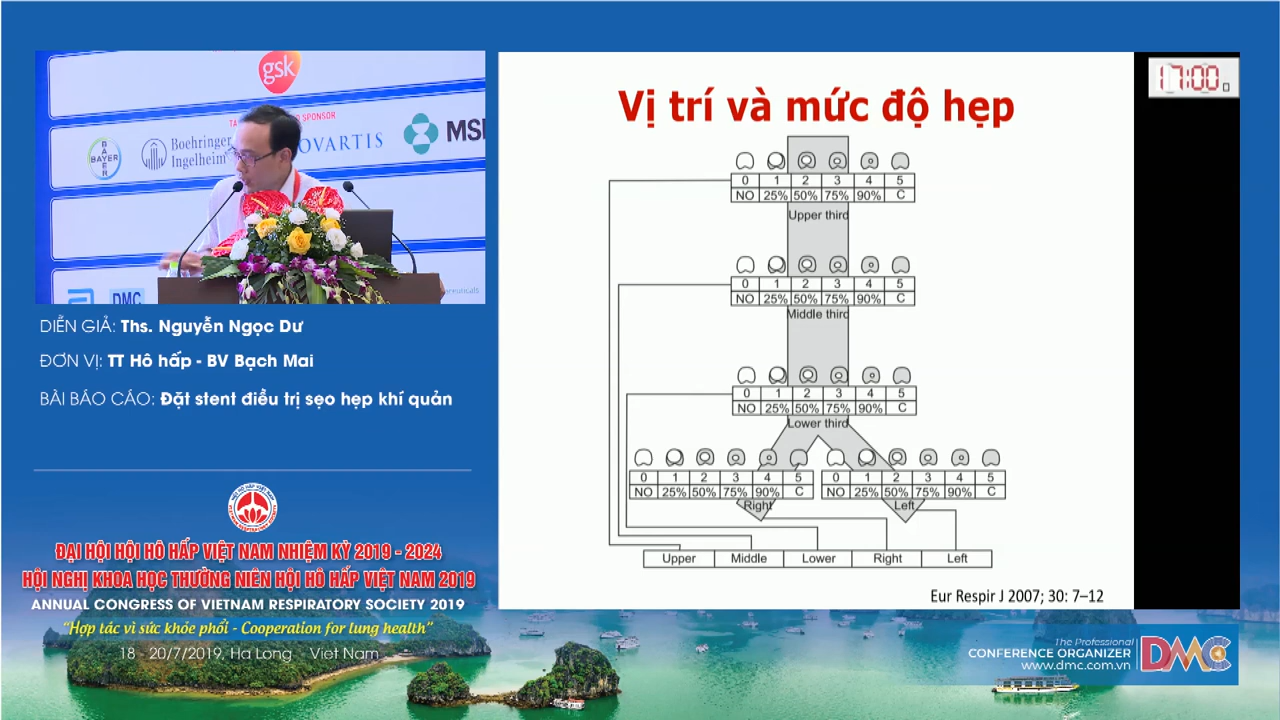 gsk
SPONSOR
BAYER
BAYER
Boehringer
Ingelheim
OVARTIS
MS
DMC
DIỄN GIẢ: Ths. Nguyễn Ngọc Dư
ĐƠN VỊ: TT Hô hấp - BV Bạch Mai
BÀI BÁO CÁO: Đặt stent điều trị sẹo hẹp khí quản
ĐẠI HỘI HỘI HÔ HẤP VIỆT NAM NHIỆM KỲ 2019 - 2024
HỘI NGHỊ KHOA HỌC THƯỜNG NIÊN HỘI HÔ HẤP VIỆT NAM 2019
ANNUAL CONGRESS OF VIETNAM RESPIRATORY SOCIETY 2019
“Hợp tác vì sức khỏe phổi - Cooperation for lung health”
18 - 20/7/2019, Ha Long Viet Nam
Vị trí và mức độ hẹp
0 1 2 3 4 5
NO 25% 50% 75% 90% C
Upper third
0 1 2 3 4 5
NO 25% 50% 75% 90% C
Middle third
0 1 2 3 4 5
NO 25% 50% 75% 90% C
Lower third
0 1 2 3 4 5 0 1 2 3 4 5
NO 25% 50% 75% 90% C NO 25% 50% 75% 90% C
Right Left
Upper Middle Lower Right Left
Eur Respir J 2007; 30: 7–12
17:00
The Professional
CONFERENCE ORGANIZER
www.dmc.com.vn
DMC